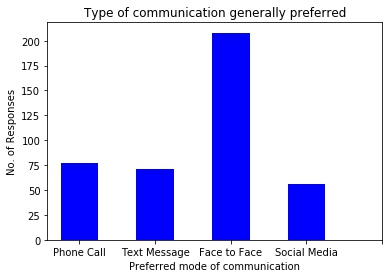 Type of communication generally preferred
No. of Responses
200
175
150
125
100
75
50
25
0
Phone Call Text Message Face to Face Social Media
Preferred mode of communication